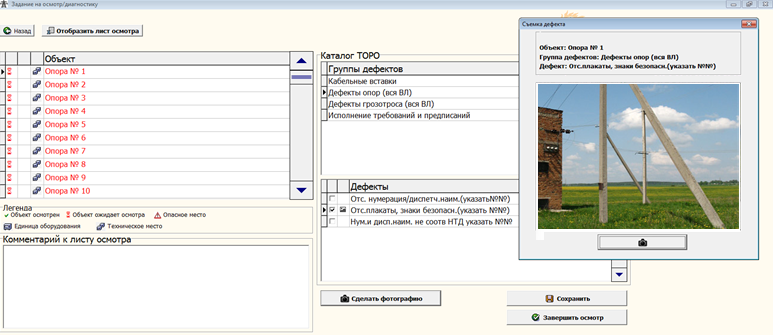 Задание на осмотр/диагностику
Назад
Отобразить лист осмотра
Объект
Опора № 1
Опора № 2
Опора № 3
Опора № 4
Опора № 5
Опора № 6
Опора № 7
Опора № 8
Опора № 9
Опора № 10
Легенда
Объект осмотрен
Объект ожидает осмотра
Опасное место
Единица оборудования
Техническое место
Комментарий к листу осмотра
Каталог ТОРО
Группы дефектов
Кабельные вставки
Дефекты опор (вся ВЛ)
Дефекты грозотроса (вся ВЛ)
Исполнение требований и предписаний
Дефекты
Отс. нумерация/диспетч.наим.(указать№№)
Отс.плакаты, знаки безопасн.(указать №№)
Нум.и дисп.наим. не соотв НТД указать №№
Сделать фотографию
Сохранить
Завершить осмотр
Съемка дефекта
Объект: Опора № 1
Группа дефектов: Дефекты опор (вся ВЛ)
Дефект: Отс.плакаты, знаки безопасн.(указать №№)